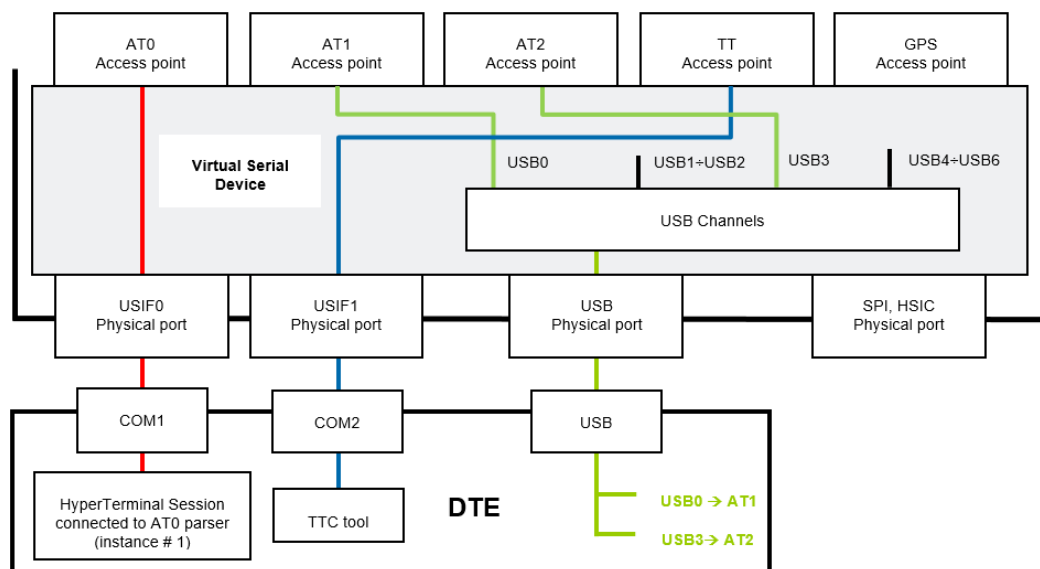 AT0
Access point
AT1
Access point
AT2
Access point
TT
Access point
GPS
Access point
Virtual Serial
Device
USB0
USB1÷USB2
USB3
USB4÷USB6
USB Channels
USIF0
Physical port
USIF1
Physical port
USB
Physical port
SPI, HSIC
Physical port
COM1
COM2
USB
HyperTerminal Session
connected to AT0 parser
(instance # 1)
TTC tool
DTE
USB0 → AT1
USB3→ AT2